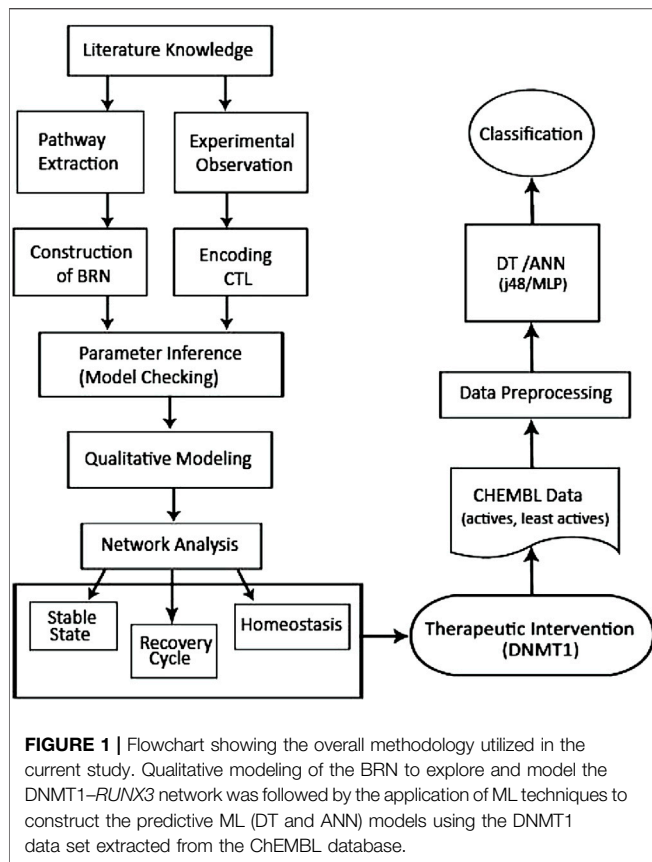 Literature Knowledge
Pathway
Extraction
Experimental
Observation
Construction
of BRN
Encoding
CTL
Parameter Inference
(Model Checking)
Qualitative Modeling
Network Analysis
Stable
State
Recovery
Cycle
Homeostasis
Therapeutic Intervention
(DNMT1)
CHEMBL Data
(actives, least actives)
Data Preprocessing
DT /ANN
(j48/MLP)
Classification
FIGURE 1 | Flowchart showing the overall methodology utilized in the
current study. Qualitative modeling of the BRN to explore and model the
DNMT1–RUNX3 network was followed by the application of ML techniques to
construct the predictive ML (DT and ANN) models using the DNMT1
data set extracted from the ChEMBL database.